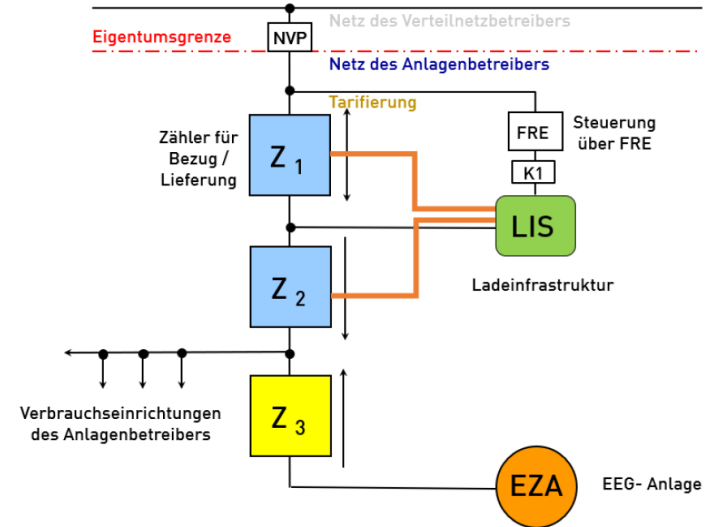 Netz des Verteilnetzbetreibers
Eigentumsgrenze
NVP
Netz des Anlagenbetreibers
Tarifierung
Zähler für
Bezug /
Lieferung
Z 1
FRE
Steuerung
über FRE
K1
LIS
Z 2
Ladeinfrastruktur
Verbrauchseinrichtungen
des Anlagenbetreibers
Z 3
EZA
EEG- Anlage